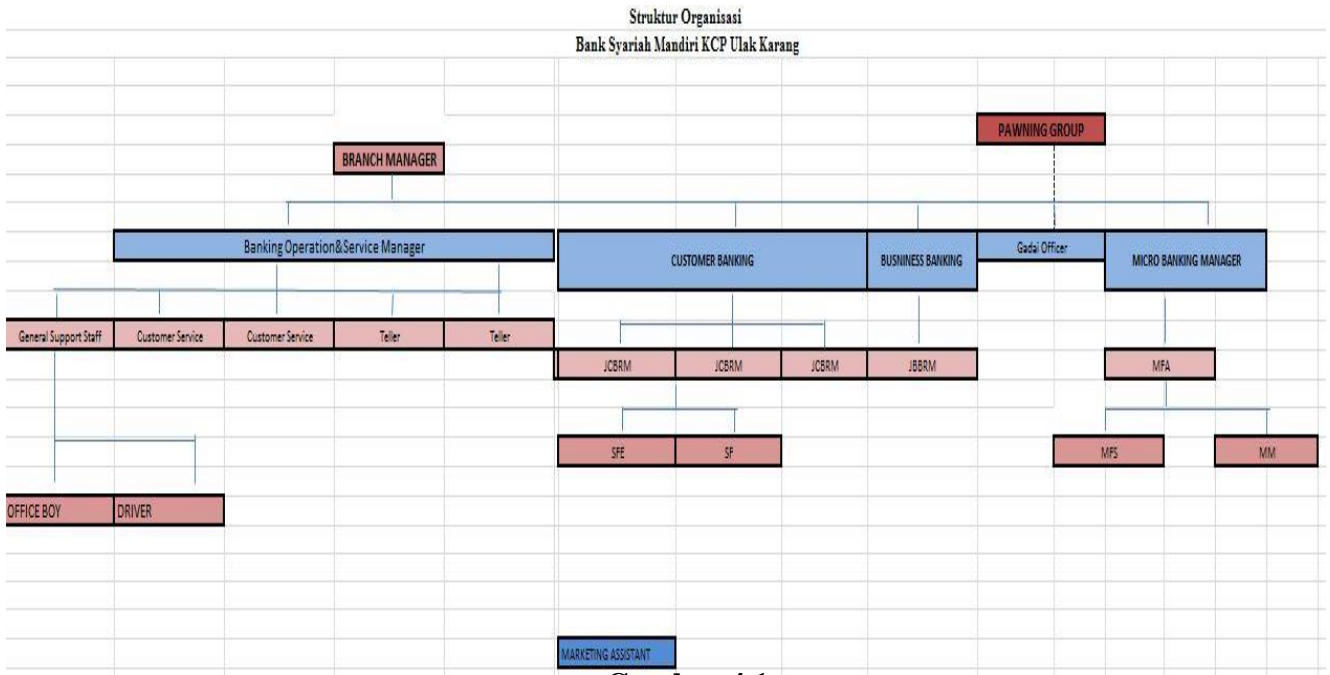 Struktur Organisasi
Bank Syariah Mandiri KCP Ulak Karang
PAWNING GROUP
BRANCH MANAGER
Banking Operation&Service Manager
CUSTOMER BANKING
BUSNINESS BANKING
Gadai Officer
MICRO BANKING MANAGER
General Support Staff
Customer Service
Customer Service
Teller
Teller
JCBRM
JCBRM
JCBRM
JBBRM
MFA
SFE
SF
MFS
MM
OFFICE BOY
DRIVER
MARKETING ASSISTANT